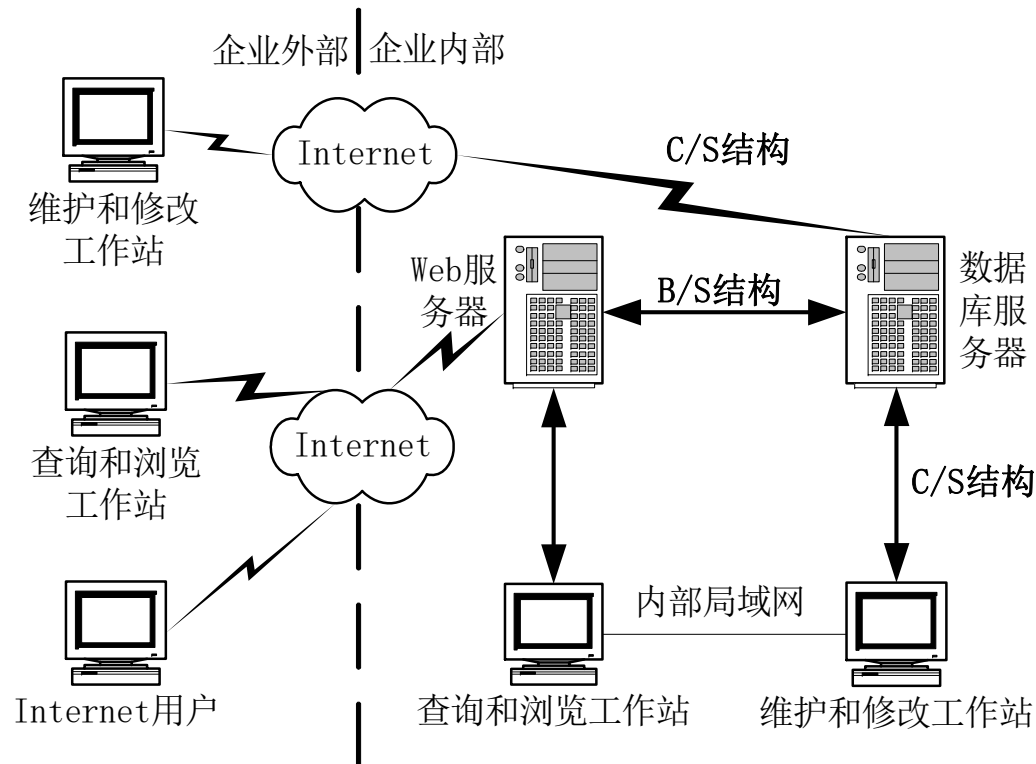 企业外部
企业内部
Internet
C/S结构
维护和修改
工作站
Web服
务器
B/S结构
数据
库服
务器
Internet
查询和浏览
工作站
C/S结构
内部局域网
Internet用户
查询和浏览工作站
维护和修改工作站